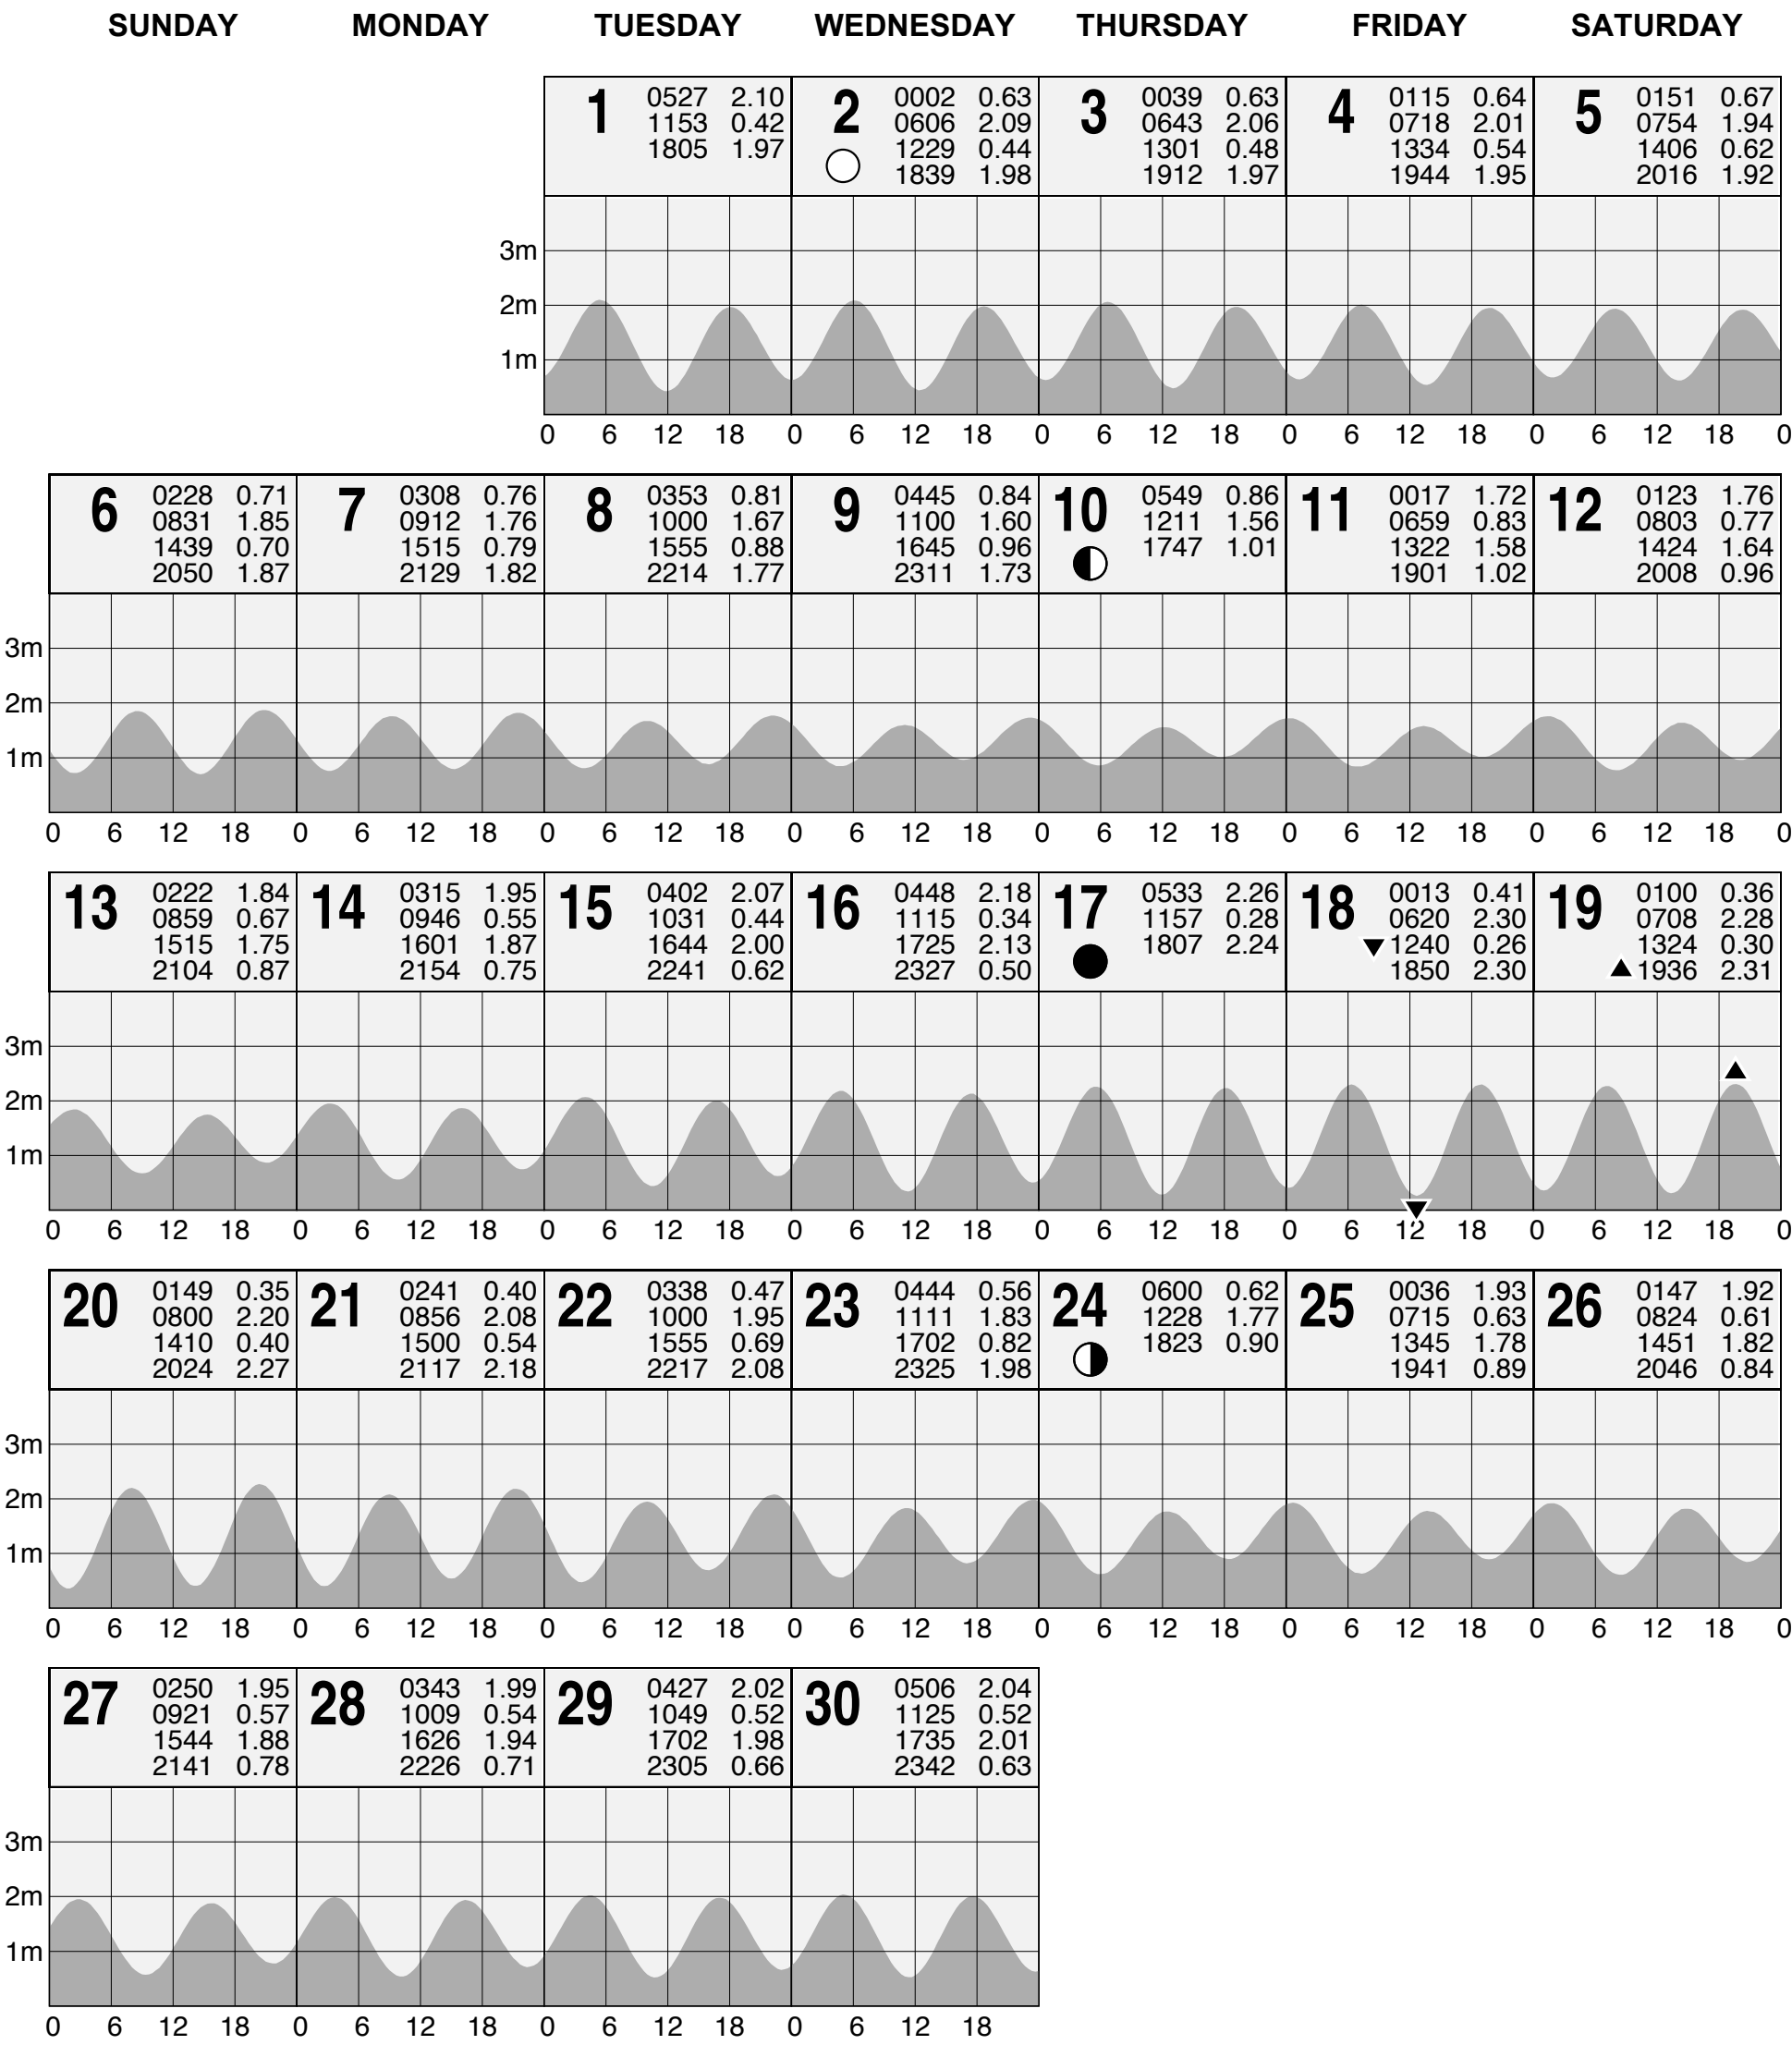 SUNDAY MONDAY TUESDAY WEDNESDAY THURSDAY FRIDAY SATURDAY
1 0527 2.10 2 0002 0.63 3 0039 0.63 4 0115 0.64 5 0151 0.67
1153 0.42 0606 2.09 0643 2.06 0718 2.01 0754 1.94
1805 1.97 1229 0.44 1301 0.48 1334 0.54 1406 0.62
1839 1.98 1912 1.97 1944 1.95 2016 1.92
3m
2m
1m
0 6 12 18 0 6 12 18 0 6 12 18 0 6 12 18 0 6 12 18 0
6 0228 0.71 7 0308 0.76 8 0353 0.81 9 0445 0.84 10 0549 0.86 11 0017 1.72 12 0123 1.76
0831 1.85 0912 1.76 1000 1.67 1100 1.60 1211 1.56 0659 0.83 0803 0.77
1439 0.70 1515 0.79 1555 0.88 1645 0.96 1747 1.01 1322 1.58 1424 1.64
2050 1.87 2129 1.82 2214 1.77 2311 1.73 1901 1.02 2008 0.96
3m
2m
1m
0 6 12 18 0 6 12 18 0 6 12 18 0 6 12 18 0 6 12 18 0 6 12 18 0 6 12 18 0
13 0222 1.84 14 0315 1.95 15 0402 2.07 16 0448 2.18 17 0533 2.26 18 0013 0.41 19 0100 0.36
0859 0.67 0946 0.55 1031 0.44 1115 0.34 1157 0.28 0620 2.30 0708 2.28
1515 1.75 1601 1.87 1644 2.00 1725 2.13 1807 2.24 1240 0.26 1324 0.30
2104 0.87 2154 0.75 2241 0.62 2327 0.50 1850 2.30 1936 2.31
3m
2m
1m
0 6 12 18 0 6 12 18 0 6 12 18 0 6 12 18 0 6 12 18 0 6 12 18 0 6 12 18 0
20 0149 0.35 21 0241 0.40 22 0338 0.47 23 0444 0.56 24 0600 0.62 25 0036 1.93 26 0147 1.92
0800 2.20 0856 2.08 1000 1.95 1111 1.83 1228 1.77 0715 0.63 0824 0.61
1410 0.40 1500 0.54 1555 0.69 1702 0.82 1823 0.90 1345 1.78 1451 1.82
2024 2.27 2117 2.18 2217 2.08 2325 1.98 1941 0.89 2046 0.84
3m
2m
1m
0 6 12 18 0 6 12 18 0 6 12 18 0 6 12 18 0 6 12 18 0 6 12 18 0 6 12 18 0
27 0250 1.95 28 0343 1.99 29 0427 2.02 30 0506 2.04
0921 0.57 1009 0.54 1049 0.52 1125 0.52
1544 1.88 1626 1.94 1702 1.98 1735 2.01
2141 0.78 2226 0.71 2305 0.66 2342 0.63
3m
2m
1m
0 6 12 18 0 6 12 18 0 6 12 18 0 6 12 18